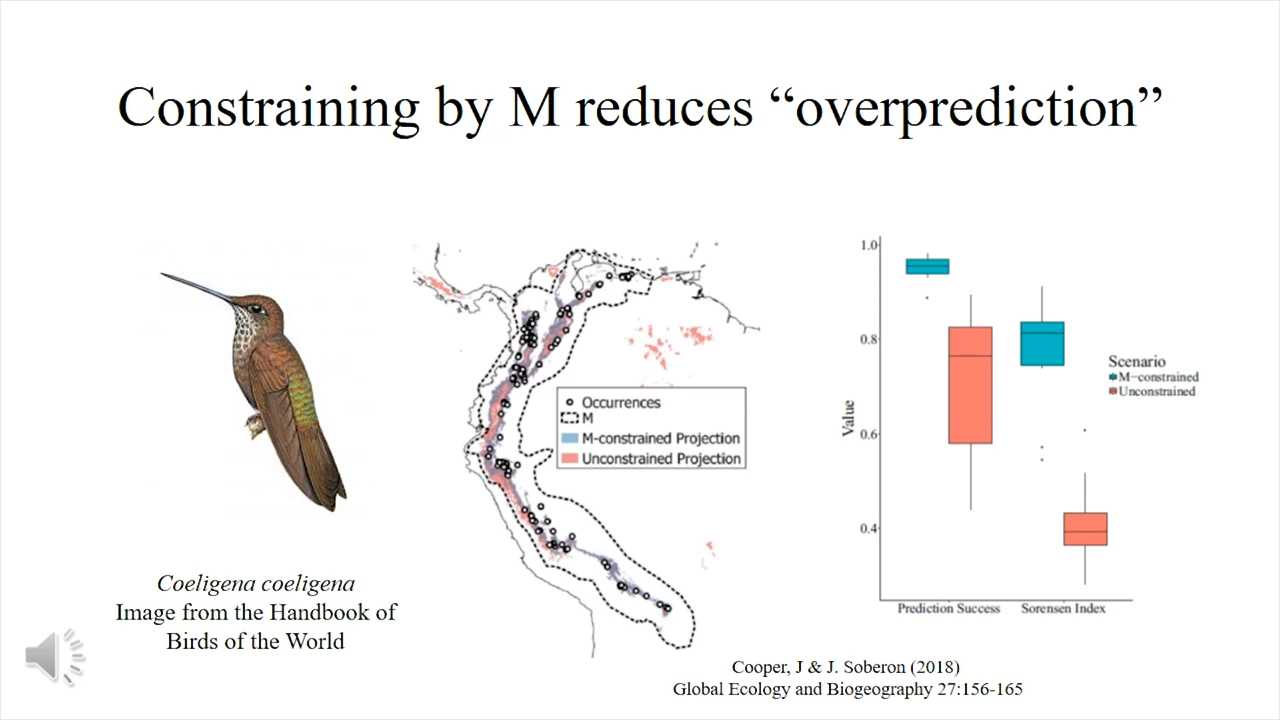 Constraining by M reduces “overprediction”
Coeligena coeligena
Image from the Handbook of
Birds of the World
Occurrences
M
M-constrained Projection
Unconstrained Projection
1.0
0.8
0.6
0.4
Value
Prediction Success
Sorensen Index
Scenario
M−constrained
Unconstrained
Cooper, J & J. Soberon (2018)
Global Ecology and Biogeography 27:156-165